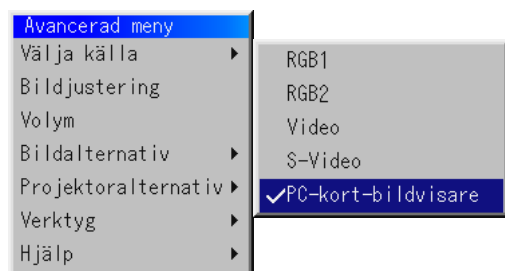 Avancerad meny
Välja källa
Bildjustering
Volym
Bildalternativ
Projektoralternativ
Verktyg
Hjälp
RGB1
RGB2
Video
S-Video
PC-kort-bildvisare